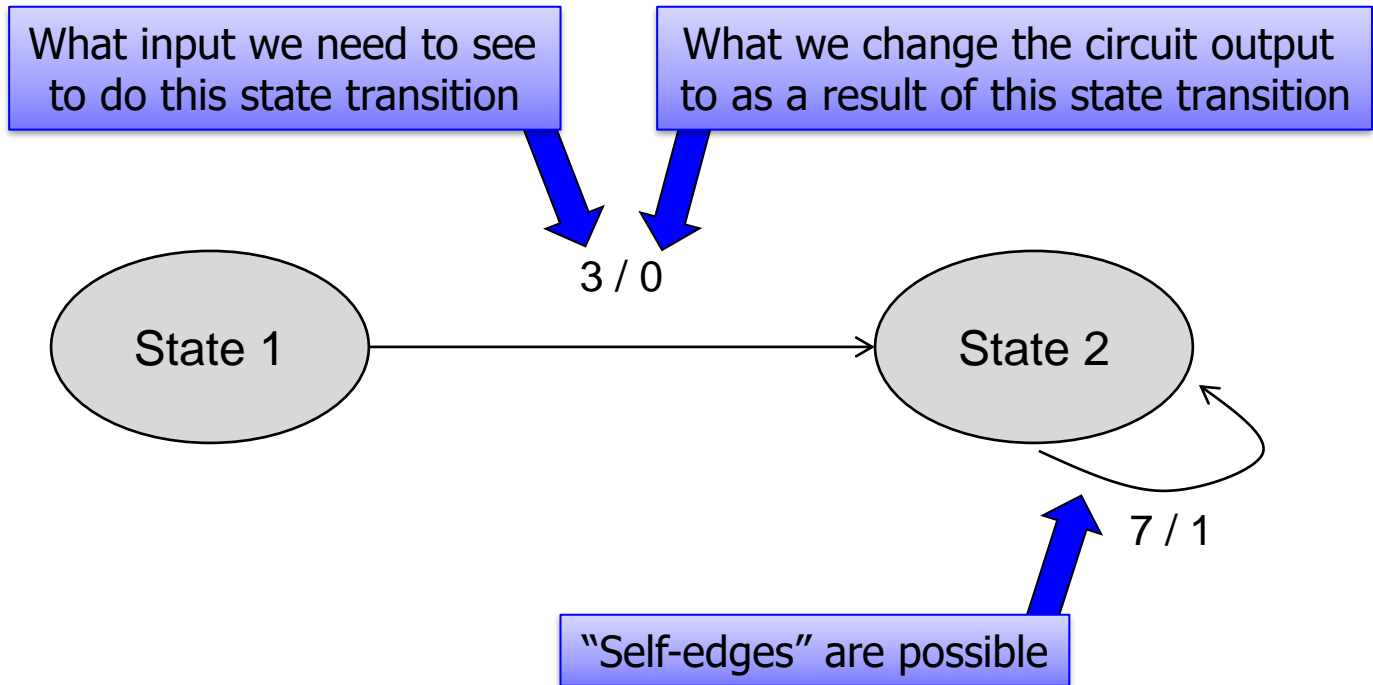 What input we need to see
to do this state transition
What we change the circuit output
to as a result of this state transition
3 / 0
State 1
State 2
7 / 1
“Self-edges” are possible